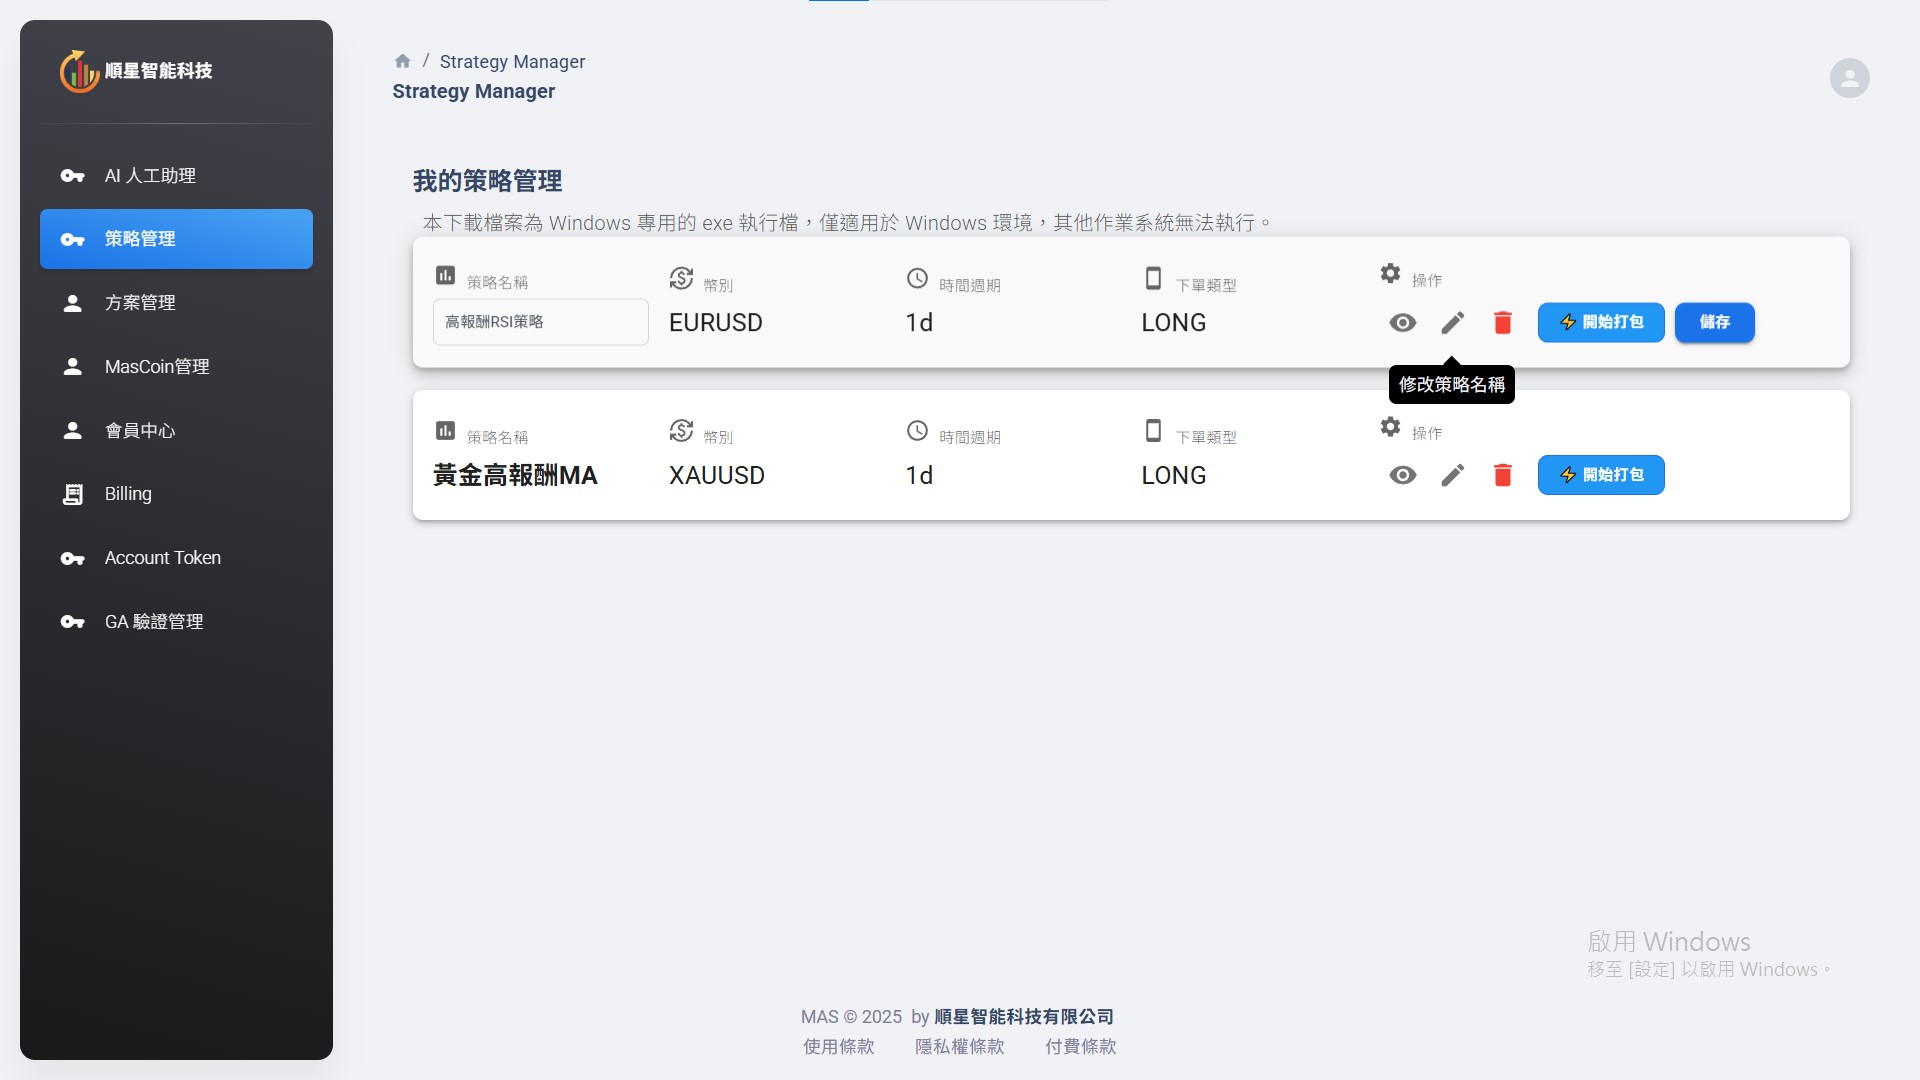 順星智能科技
AI 人工助理
策略管理
方案管理
MasCoin管理
會員中心
Billing
Account Token
GA 驗證管理
/ Strategy Manager
Strategy Manager
我的策略管理
本下載檔案為 Windows 專用的 exe 執行檔，僅適用於 Windows 環境，其他作業系統無法執行。
策略名稱 幣別 時間週期 下單類型 操作
高報酬RSI策略 EURUSD 1d LONG ⚡ 開始打包 儲存
修改策略名稱
策略名稱 幣別 時間週期 下單類型 操作
黃金高報酬MA XAUUSD 1d LONG ⚡ 開始打包
啟用 Windows
移至 [設定] 以啟用 Windows。
MAS © 2025 by 順星智能科技有限公司
使用條款 隱私權條款 付費條款